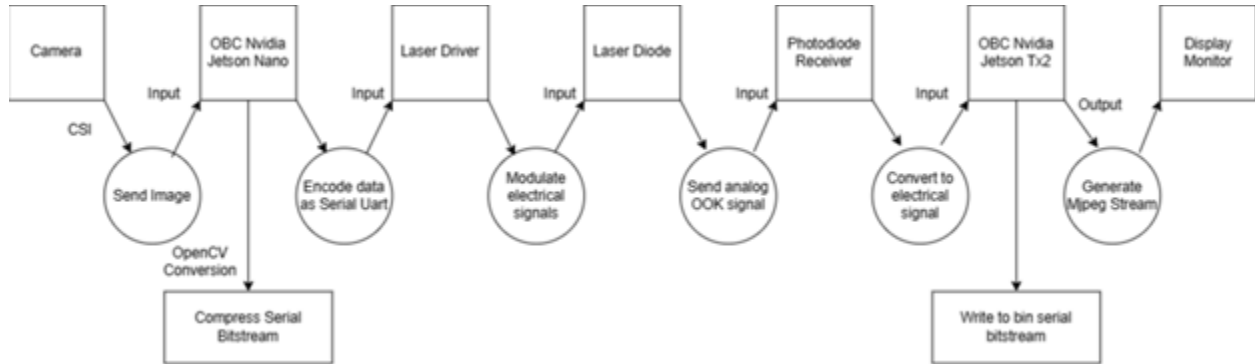 Camera
OBC Nvidia
Jetson Nano
Laser Driver
Laser Diode
Photodiode
Receiver
OBC Nvidia
Jetson Tx2
Display
Monitor
CSI
Input
Input
Input
Input
Input
Output
Send Image
Encode data
as Serial Uart
Modulate
electrical
signals
Send analog
OOK signal
Convert to
electrical
signal
Generate
Mjpeg Stream
OpenCV
Conversion
Compress Serial
Bitstream
Write to bin serial
bitstream